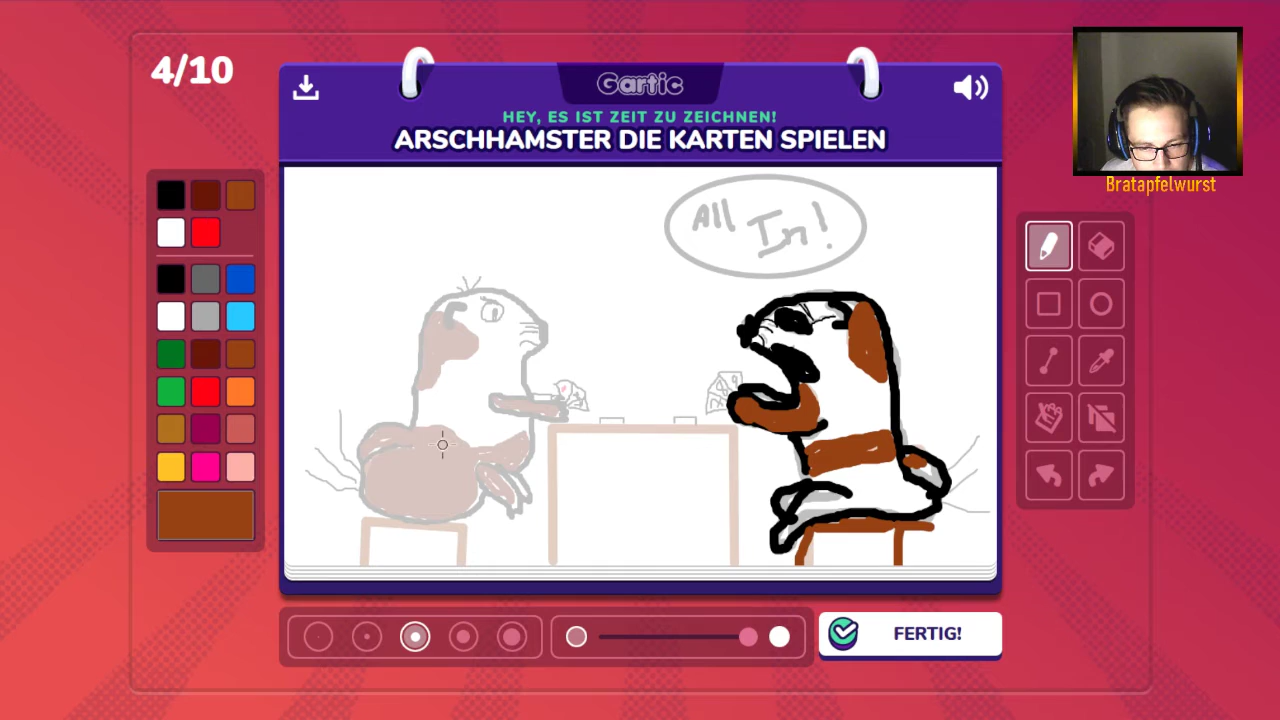 4/10
Gartic
HEY, ES IST ZEIT ZU ZEICHNEN!
ARSCHHAMSTER DIE KARTEN SPIELEN
Bratapfelwurst
All In!
FERTIG!